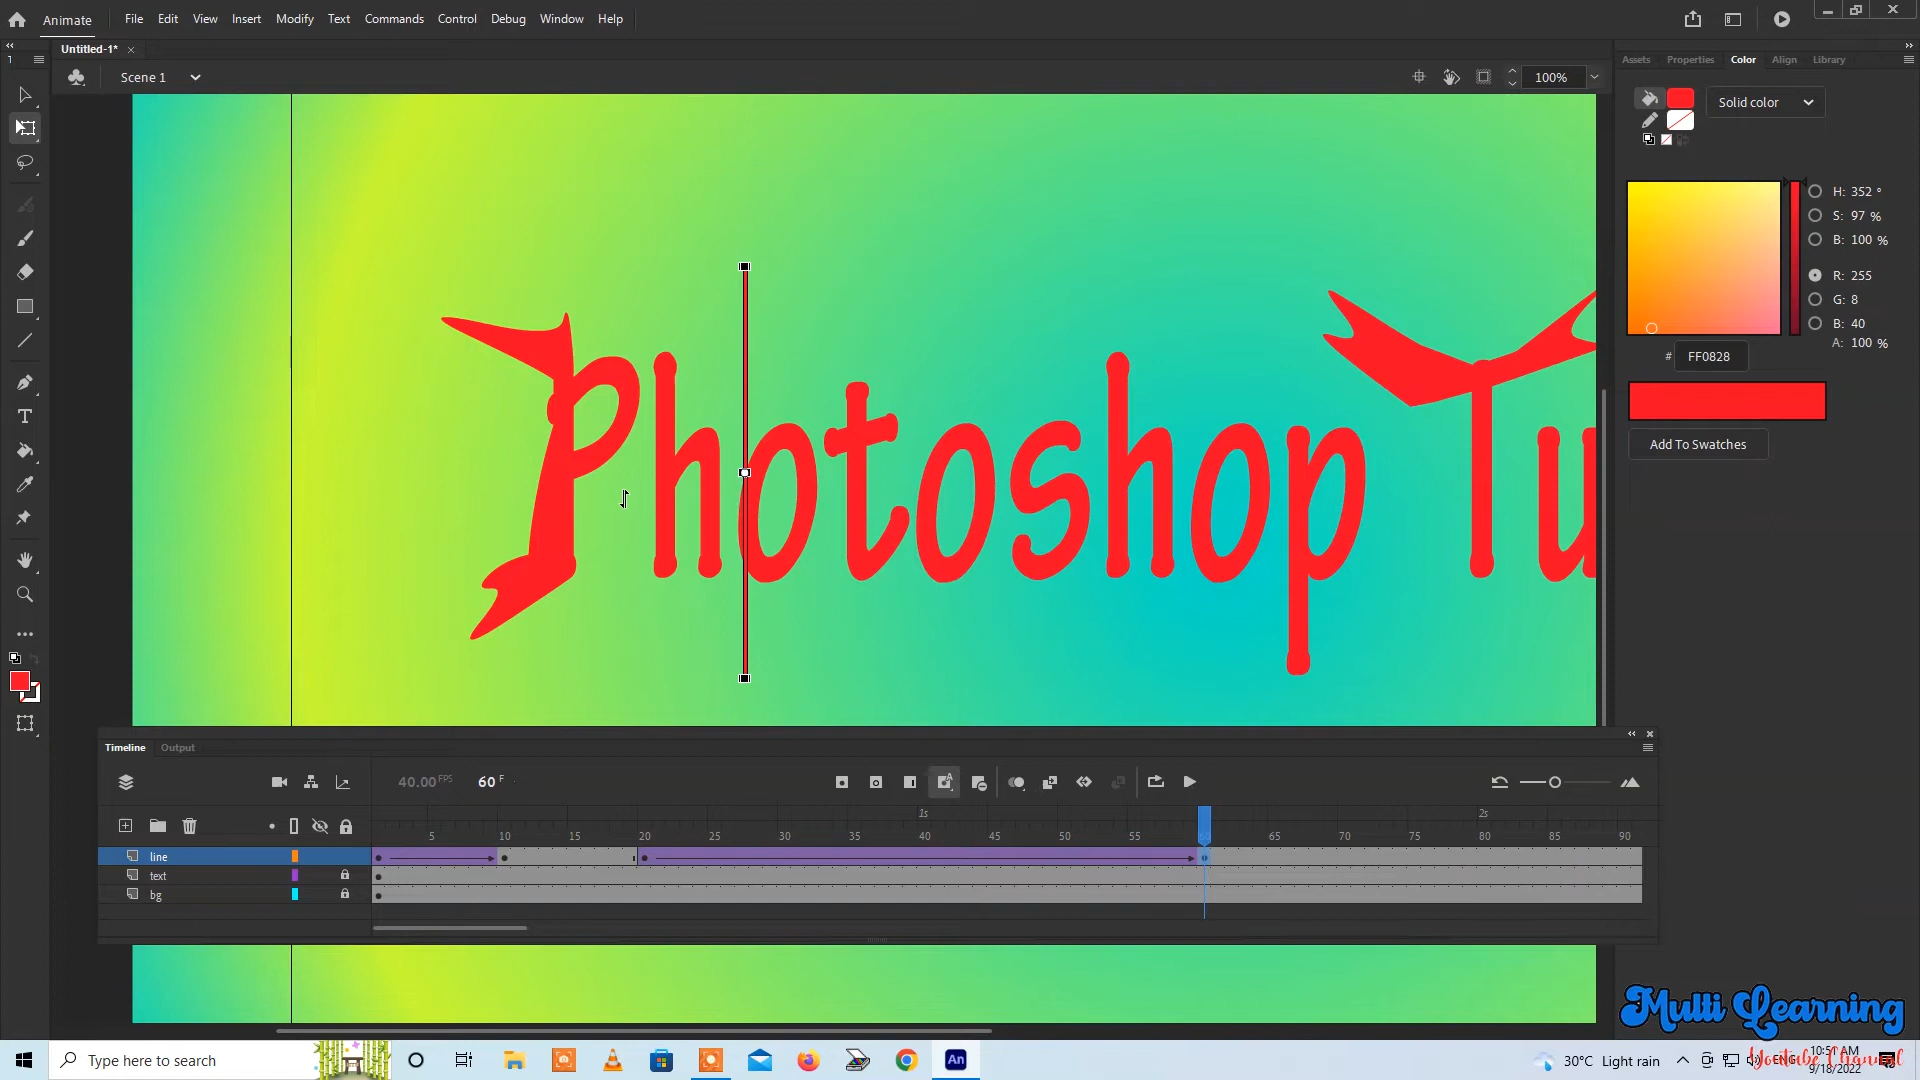 Animate File Edit View Insert Modify Text Commands Control Debug Window Help
Untitled-1* ×
Scene 1 100%
Assets Properties Color Align Library
Solid color
H: 352 °
S: 97 %
B: 100 %
R: 255
G: 8
B: 40
A: 100 %
# FF0828
Add To Swatches
Photoshop Tu
Timeline Output
40.00 FPS 60 F
1s 2s
5 10 15 20 25 30 35 40 45 50 55 65 70 75 80 85 90
line
text
bg
Multi Learning
Youtube Channel
Type here to search
An
30°C Light rain
ENG
10:51 AM
9/18/2022